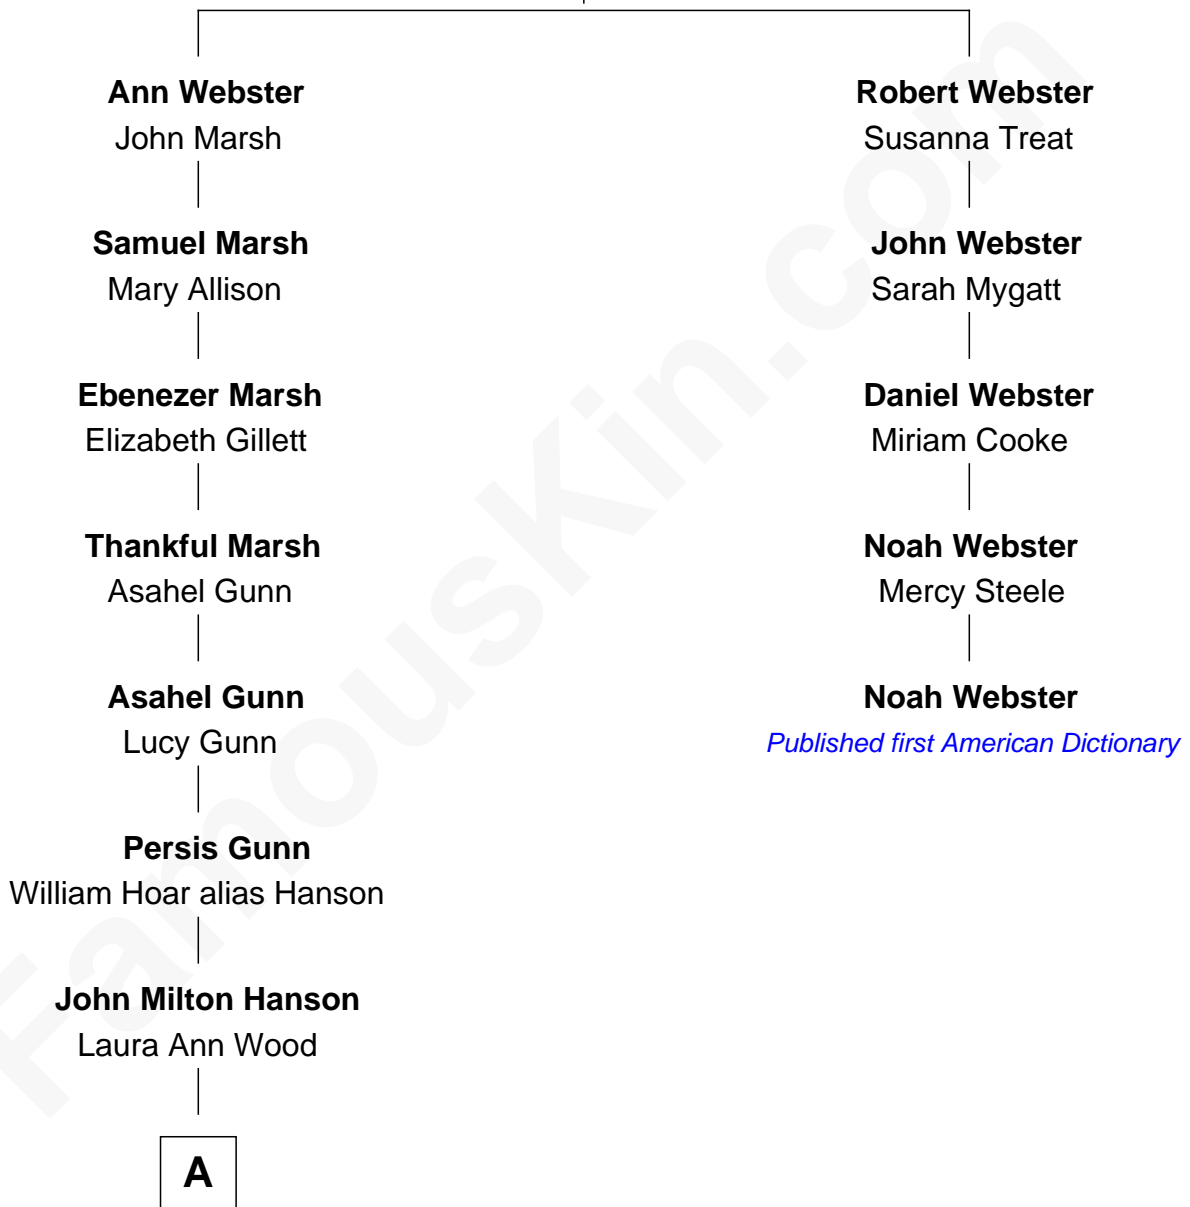 Ann Webster
John Marsh
Robert Webster
Susanna Treat
Samuel Marsh
Mary Allison
John Webster
Sarah Mygatt
Ebenezer Marsh
Elizabeth Gillett
Daniel Webster
Miriam Cooke
Thankful Marsh
Asahel Gunn
Noah Webster
Mercy Steele
Asahel Gunn
Lucy Gunn
Noah Webster
Published first American Dictionary
Persis Gunn
William Hoar alias Hanson
John Milton Hanson
Laura Ann Wood
A
FamousKin.com